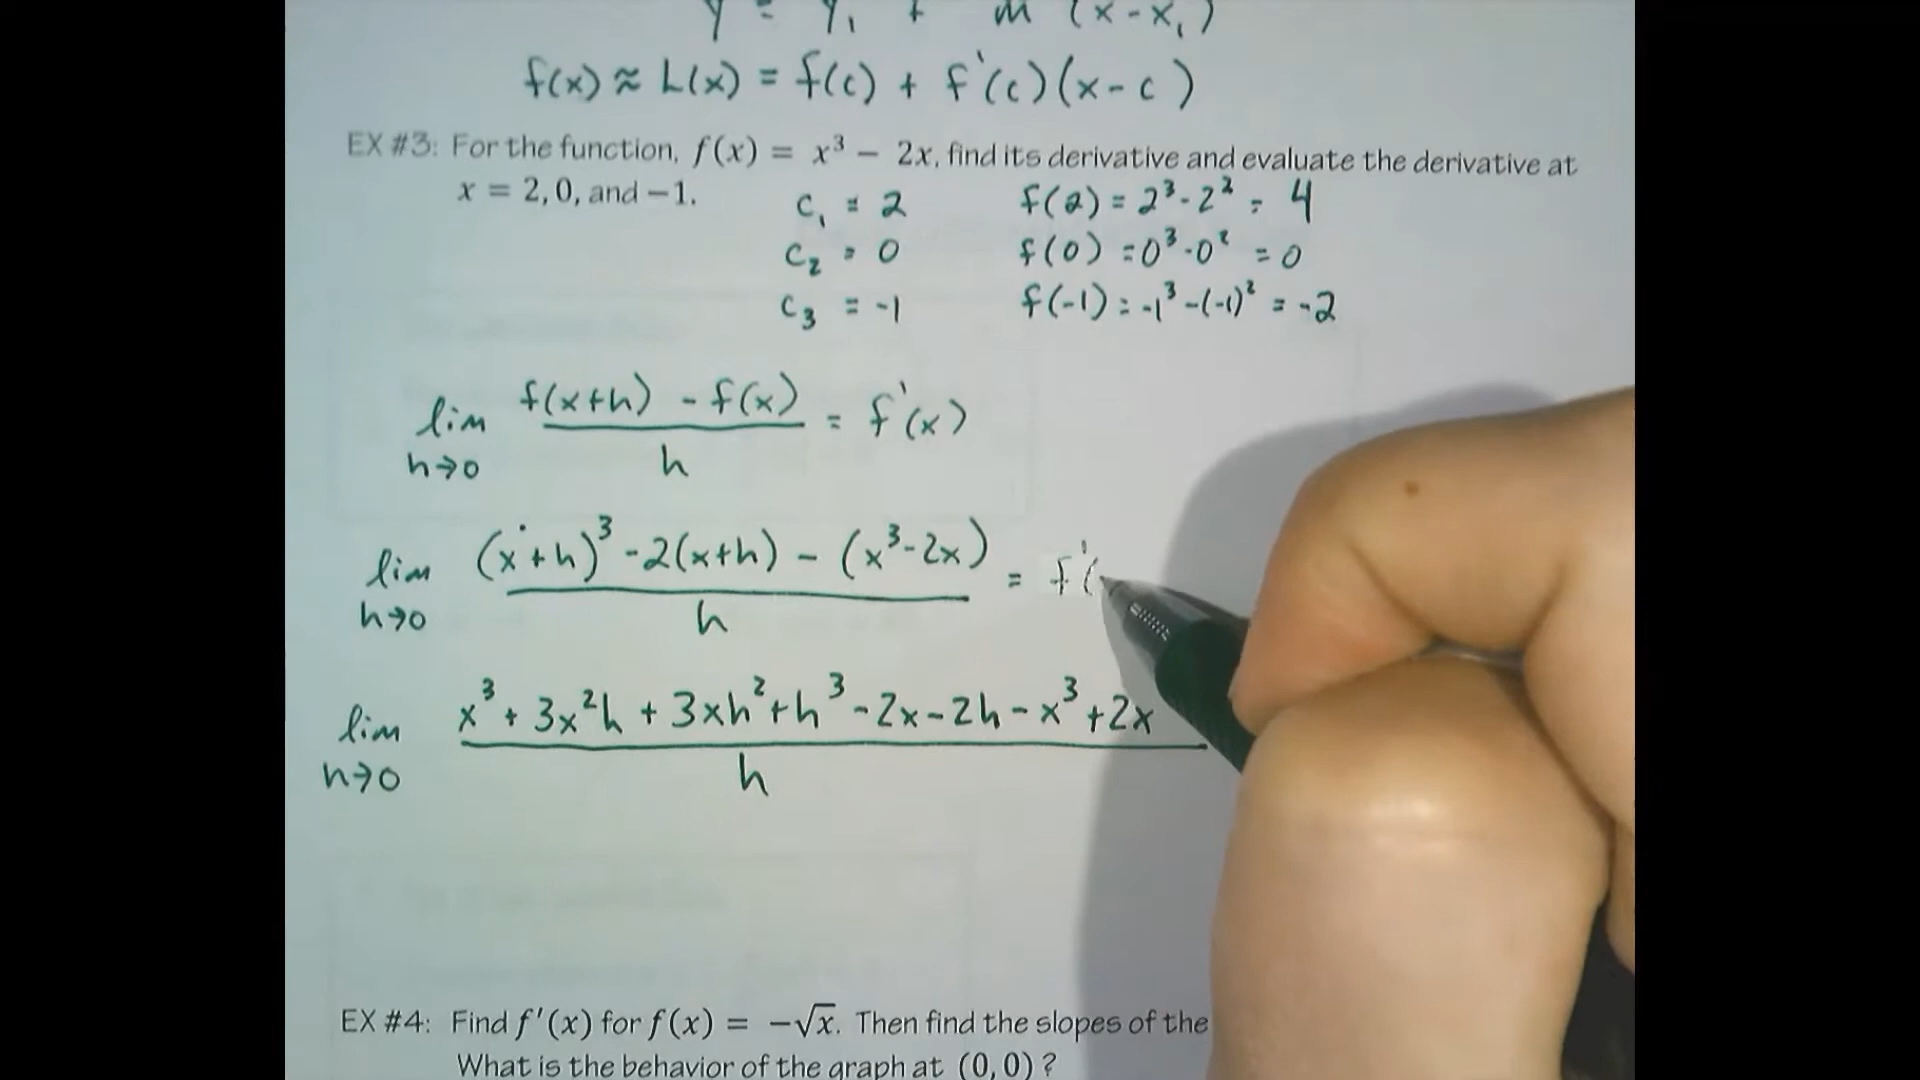 y = y₁ + m (x-x₁)
f(x) ≈ L(x) = f(c) + f'(c)(x-c)
EX #3: For the function, f(x) = x³ − 2x, find its derivative and evaluate the derivative at
x = 2, 0, and −1.
c₁ = 2 f(2) = 2³-2² = 4
c₂ = 0 f(0) = 0³-0² = 0
c₃ = -1 f(-1) = -1³-(-1)² = -2
lim h→0 f(x+h) - f(x) / h = f'(x)
lim h→0 (x+h)³ -2(x+h) - (x³-2x) / h = f'(
lim h→0 x³ + 3x²h + 3xh² + h³ - 2x - 2h - x³ + 2x / h
EX #4: Find f'(x) for f(x) = −√x. Then find the slopes of the
What is the behavior of the graph at (0,0)?